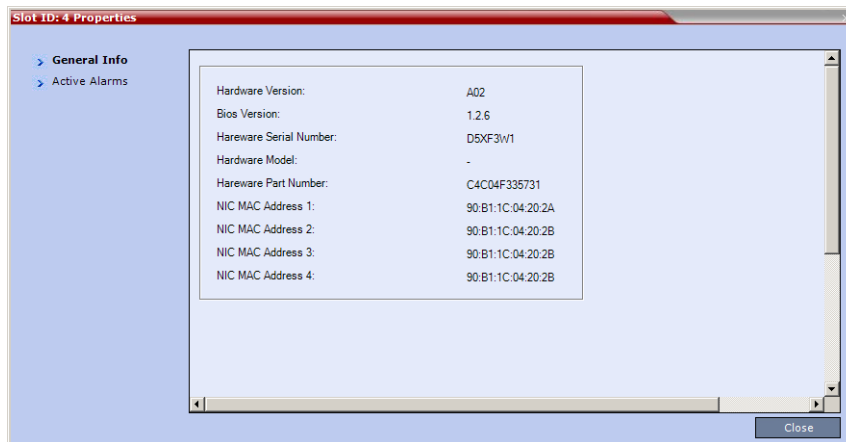 Slot ID: 4 Properties
General Info
Active Alarms
Hardware Version: A02
Bios Version: 1.2.6
Hareware Serial Number: D5XF3W1
Hardware Model: -
Hareware Part Number: C4C04F335731
NIC MAC Address 1: 90:B1:1C:04:20:2A
NIC MAC Address 2: 90:B1:1C:04:20:2B
NIC MAC Address 3: 90:B1:1C:04:20:2B
NIC MAC Address 4: 90:B1:1C:04:20:2B
Close